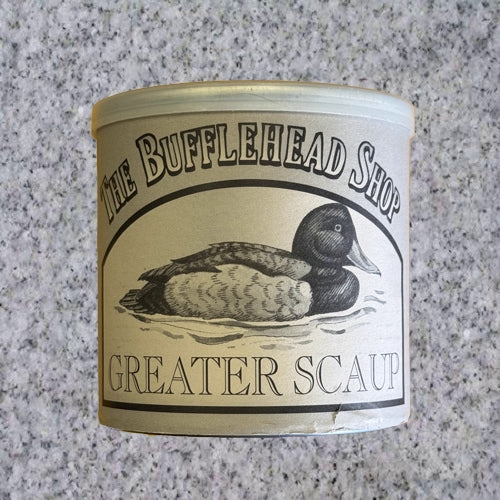 THE BUFFLEHEAD SHOP
GREATER SCAUP